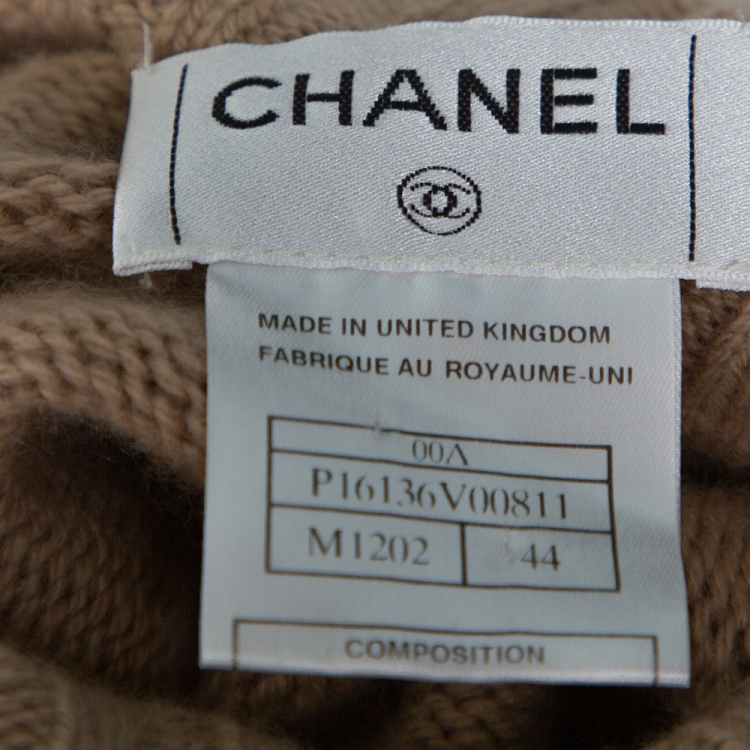 CHANEL
MADE IN UNITED KINGDOM
FABRIQUE AU ROYAUME-UNI
00A
P16136V00811
M1202 44
COMPOSITION